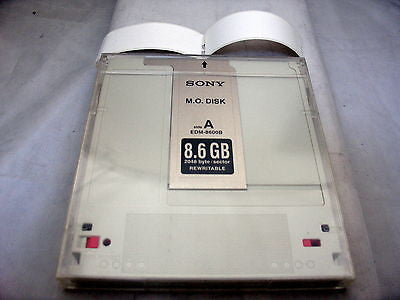 SONY
M.O. DISK
SIDE A
EDM-8600B
8.6 GB
2048 byte/sector
REWRITABLE